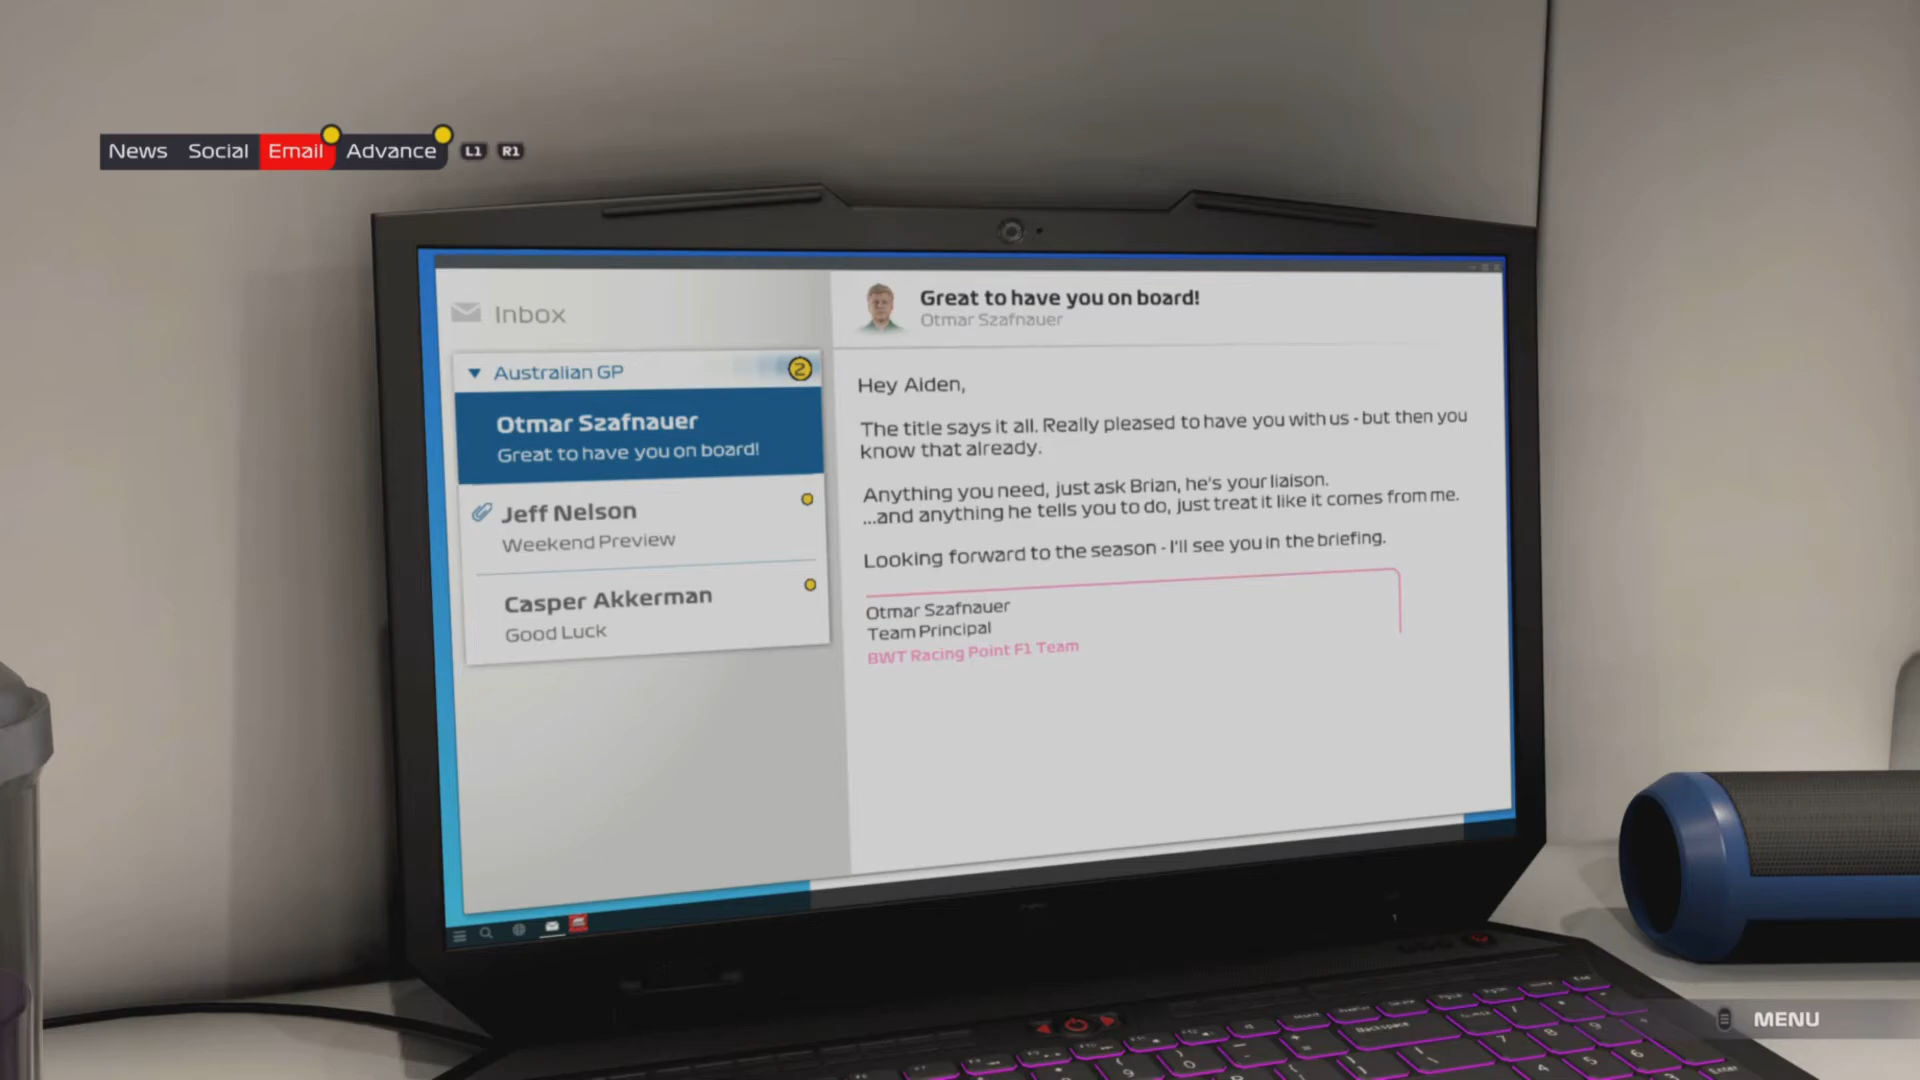 News Social Email Advance L1 R1
Inbox
Australian GP 2
Otmar Szafnauer
Great to have you on board!
Jeff Nelson
Weekend Preview
Casper Akkerman
Good Luck
Great to have you on board!
Otmar Szafnauer
Hey Aiden,
The title says it all. Really pleased to have you with us - but then you
know that already.
Anything you need, just ask Brian, he's your liaison.
...and anything he tells you to do, just treat it like it comes from me.
Looking forward to the season - I'll see you in the briefing.
Otmar Szafnauer
Team Principal
BWT Racing Point F1 Team
Backspace
MENU